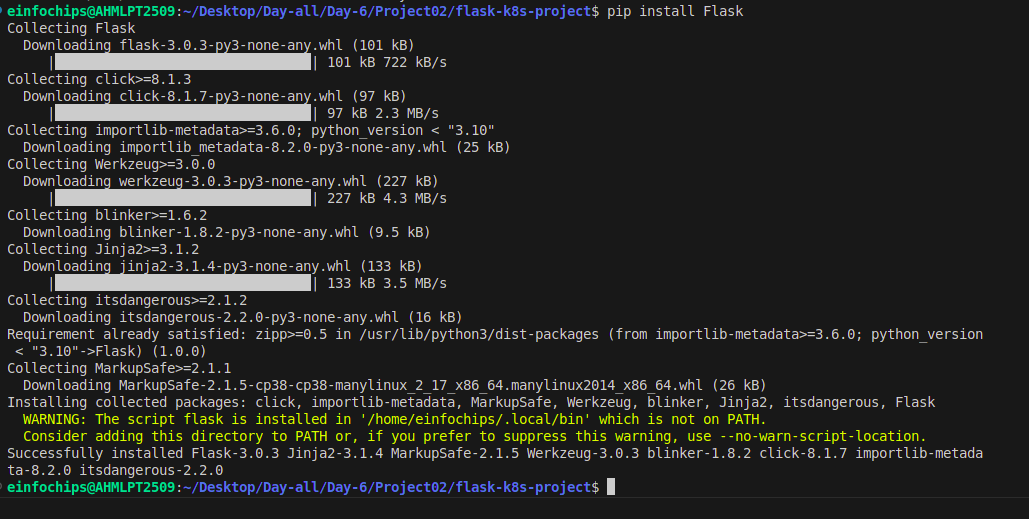 einfochips@AHMLPT2509:~/Desktop/Day-all/Day-6/Project02/flask-k8s-project$ pip install Flask
Collecting Flask
  Downloading flask-3.0.3-py3-none-any.whl (101 kB)
     |████████████████████████████████| 101 kB 722 kB/s
Collecting click>=8.1.3
  Downloading click-8.1.7-py3-none-any.whl (97 kB)
     |████████████████████████████████| 97 kB 2.3 MB/s
Collecting importlib-metadata>=3.6.0; python_version < "3.10"
  Downloading importlib_metadata-8.2.0-py3-none-any.whl (25 kB)
Collecting Werkzeug>=3.0.0
  Downloading werkzeug-3.0.3-py3-none-any.whl (227 kB)
     |████████████████████████████████| 227 kB 4.3 MB/s
Collecting blinker>=1.6.2
  Downloading blinker-1.8.2-py3-none-any.whl (9.5 kB)
Collecting Jinja2>=3.1.2
  Downloading jinja2-3.1.4-py3-none-any.whl (133 kB)
     |████████████████████████████████| 133 kB 3.5 MB/s
Collecting itsdangerous>=2.1.2
  Downloading itsdangerous-2.2.0-py3-none-any.whl (16 kB)
Requirement already satisfied: zipp>=0.5 in /usr/lib/python3/dist-packages (from importlib-metadata>=3.6.0; python_version
 < "3.10"->Flask) (1.0.0)
Collecting MarkupSafe>=2.1.1
  Downloading MarkupSafe-2.1.5-cp38-cp38-manylinux_2_17_x86_64.manylinux2014_x86_64.whl (26 kB)
Installing collected packages: click, importlib-metadata, MarkupSafe, Werkzeug, blinker, Jinja2, itsdangerous, Flask
  WARNING: The script flask is installed in '/home/einfochips/.local/bin' which is not on PATH.
  Consider adding this directory to PATH or, if you prefer to suppress this warning, use --no-warn-script-location.
Successfully installed Flask-3.0.3 Jinja2-3.1.4 MarkupSafe-2.1.5 Werkzeug-3.0.3 blinker-1.8.2 click-8.1.7 importlib-metada
ta-8.2.0 itsdangerous-2.2.0
einfochips@AHMLPT2509:~/Desktop/Day-all/Day-6/Project02/flask-k8s-project$